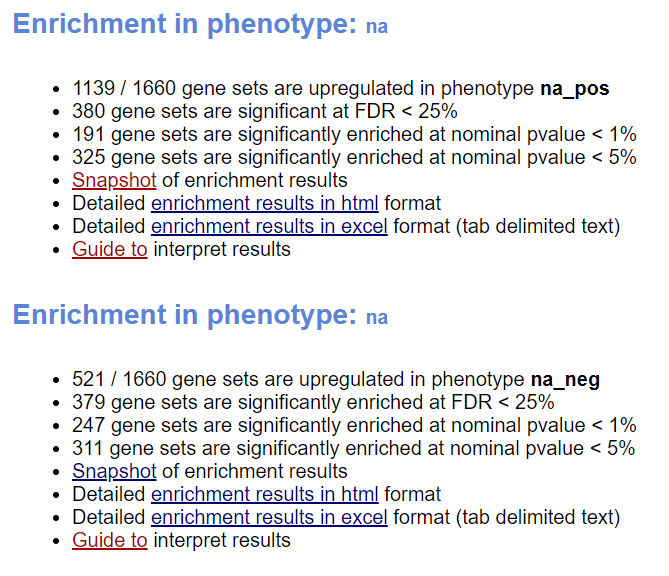 Enrichment in phenotype: na
1139 / 1660 gene sets are upregulated in phenotype na_pos
380 gene sets are significant at FDR < 25%
191 gene sets are significantly enriched at nominal pvalue < 1%
325 gene sets are significantly enriched at nominal pvalue < 5%
Snapshot of enrichment results
Detailed enrichment results in html format
Detailed enrichment results in excel format (tab delimited text)
Guide to interpret results
Enrichment in phenotype: na
521 / 1660 gene sets are upregulated in phenotype na_neg
379 gene sets are significantly enriched at FDR < 25%
247 gene sets are significantly enriched at nominal pvalue < 1%
311 gene sets are significantly enriched at nominal pvalue < 5%
Snapshot of enrichment results
Detailed enrichment results in html format
Detailed enrichment results in excel format (tab delimited text)
Guide to interpret results